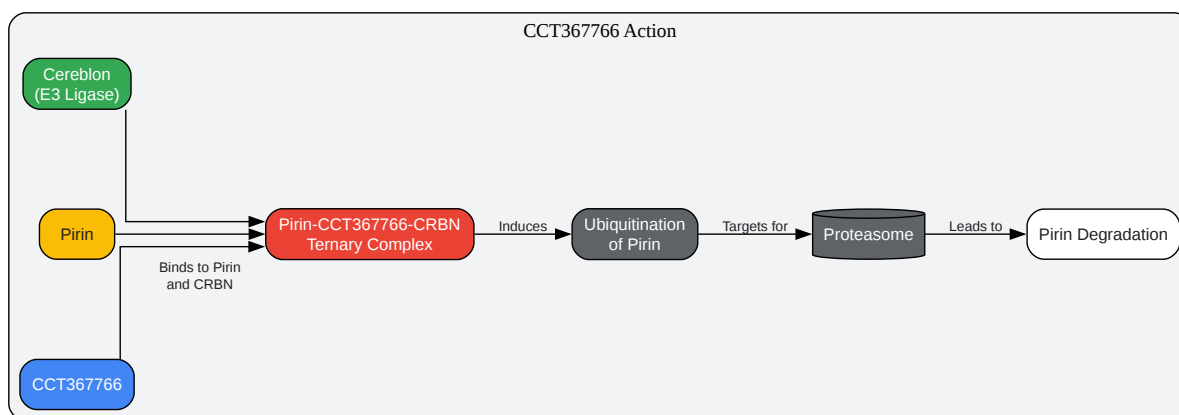 CCT367766 Action
Cereblon
(E3 Ligase)
Pirin
Pirin-CCT367766-CRBN
Ternary Complex
Induces
Ubiquitination
of Pirin
Targets for
Proteasome
Leads to
Pirin Degradation
Binds to Pirin
and CRBN
CCT367766